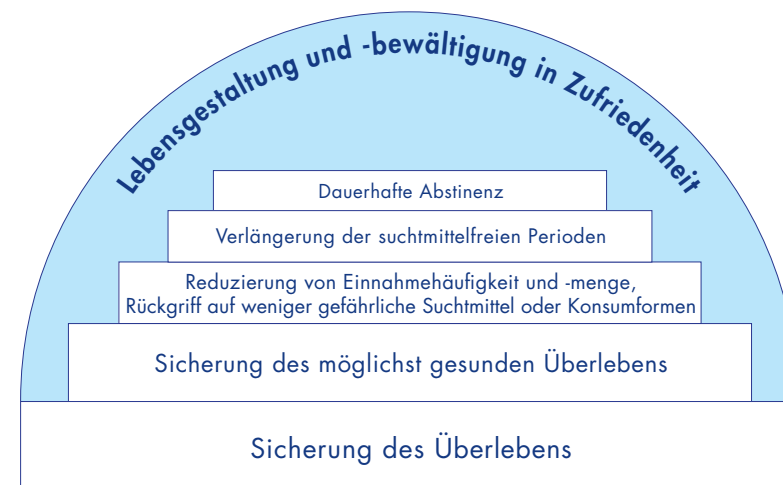 Lebensgestaltung und -bewältigung in Zufriedenheit
Dauerhafte Abstinenz
Verlängerung der suchtmittelfreien Perioden
Reduzierung von Einnahmehäufigkeit und -menge,
Rückgriff auf weniger gefährliche Suchtmittel oder Konsumformen
Sicherung des möglichst gesunden Überlebens
Sicherung des Überlebens